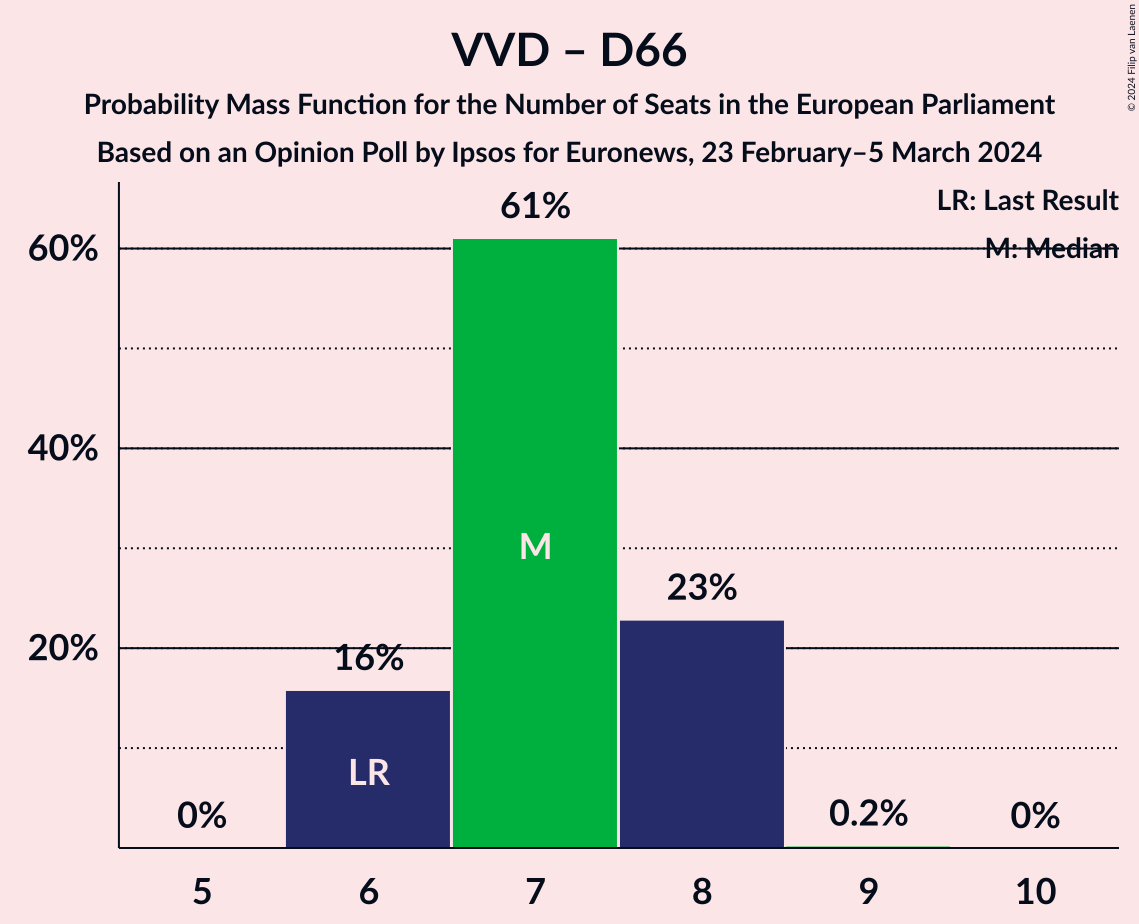 VVD – D66
Probability Mass Function for the Number of Seats in the European Parliament
Based on an Opinion Poll by Ipsos for Euronews, 23 February–5 March 2024
© 2024 Filip van Laenen
LR: Last Result
M: Median
60%
40%
20%
0%
16%
61%
23%
0.2%
0%
LR
M
5 6 7 8 9 10